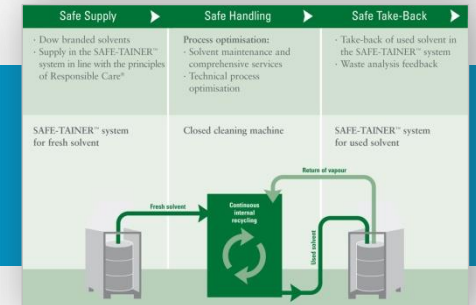 Safe Supply
Safe Handling
Safe Take-Back
· Dow branded solvents
· Supply in the SAFE-TAINER™
system in line with the principles
of Responsible Care®
Process optimisation:
· Solvent maintenance and
comprehensive services
· Technical process
optimisation
· Take-back of used solvent in
the SAFE-TAINER™ system
· Waste analysis feedback
SAFE-TAINER™ system
for fresh solvent
Closed cleaning machine
SAFE-TAINER™ system
for used solvent
Return of vapour
Fresh solvent
Continuous
internal
recycling
Used solvent